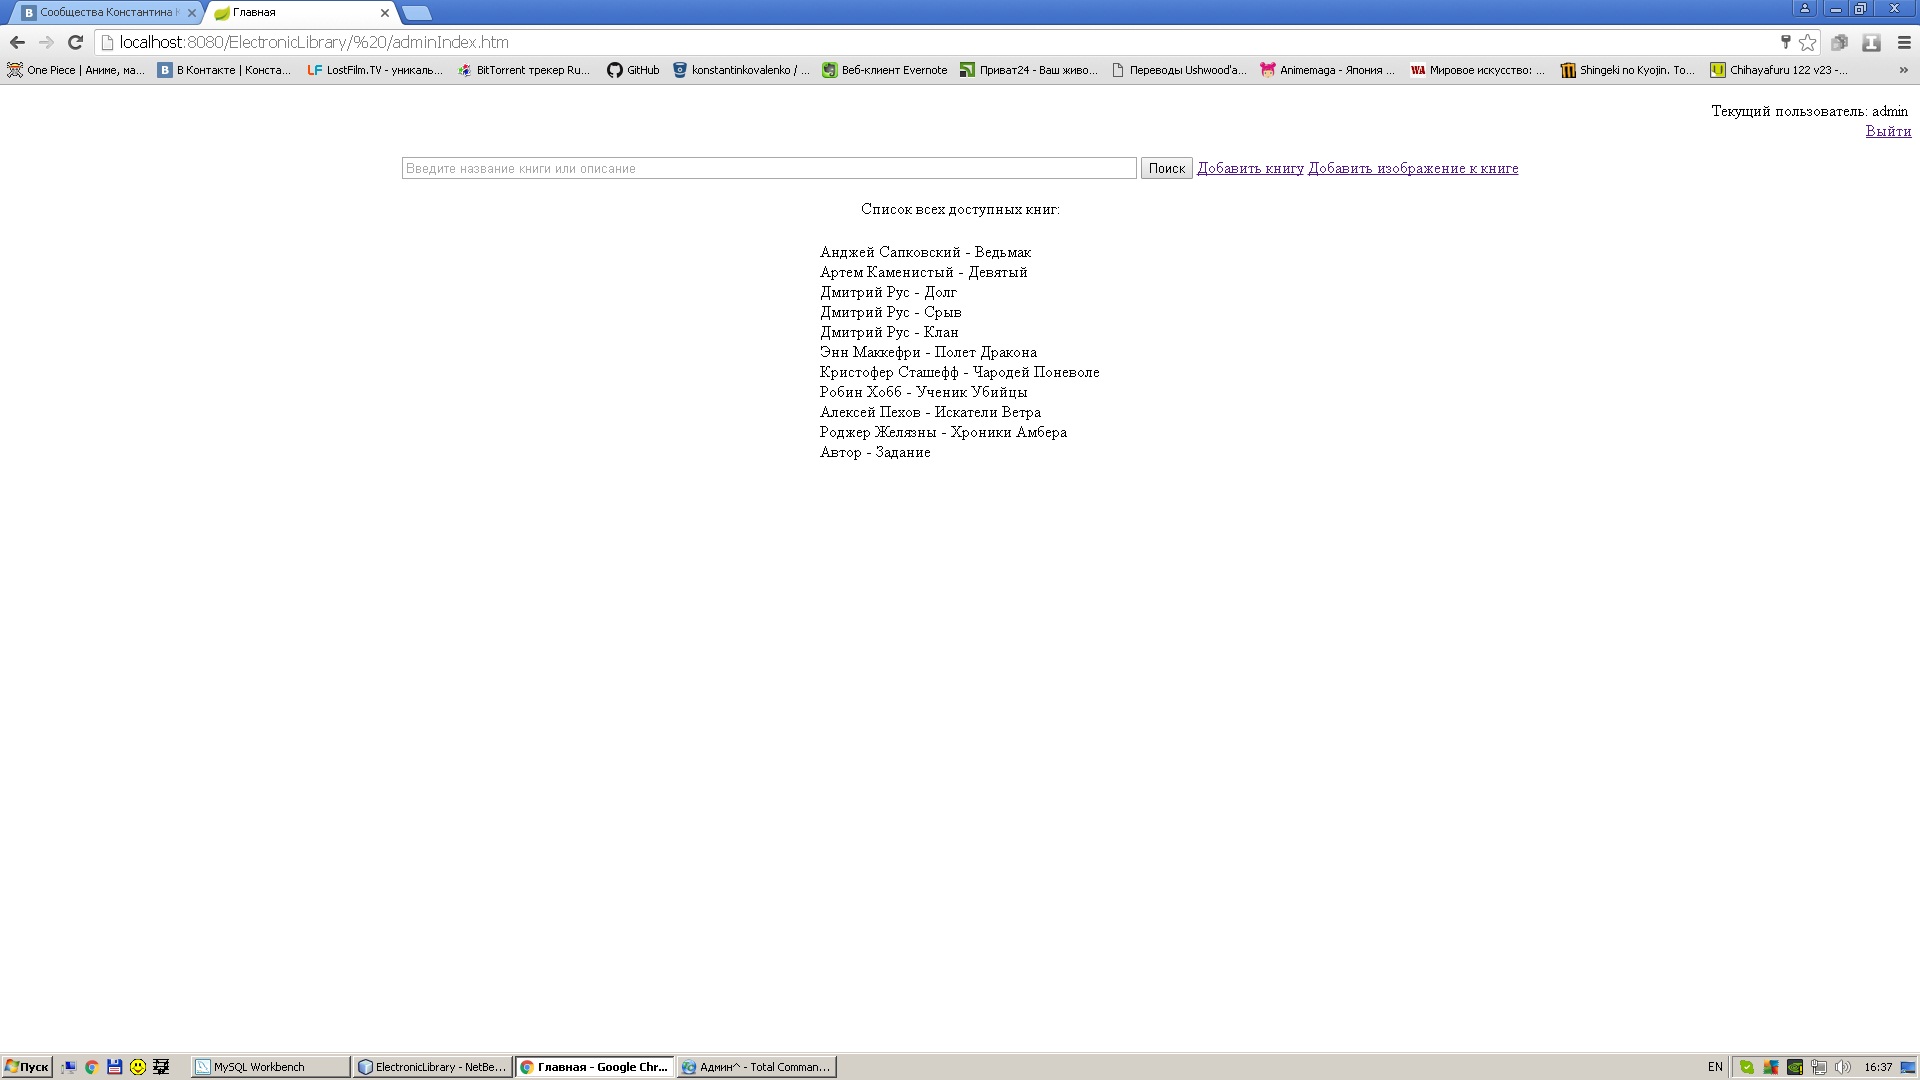 Сообщества Константина
Главная
localhost:8080/ElectronicLibrary/%20/adminIndex.htm
One Piece | Аниме, ма...
В Контакте | Конста...
LostFilm.TV - уникаль...
BitTorrent трекер Ru...
GitHub
konstantinkovalenko / ...
Веб-клиент Evernote
Приват24 - Ваш живо...
Переводы Ushwood'а...
Animemaga - Япония ...
Мировое искусство: ...
Shingeki no Kyojin. To...
Chihayafuru 122 v23 -...
»
Текущий пользователь: admin
Выйти
Введите название книги или описание Поиск Добавить книгу Добавить изображение к книге
Список всех доступных книг:
Анджей Сапковский - Ведьмак
Артем Каменистый - Девятый
Дмитрий Рус - Долг
Дмитрий Рус - Срыв
Дмитрий Рус - Клан
Энн Маккефри - Полет Дракона
Кристофер Сташефф - Чародей Поневоле
Робин Хобб - Ученик Убийцы
Алексей Пехов - Искатели Ветра
Роджер Желязны - Хроники Амбера
Автор - Задание
Пуск
MySQL Workbench
ElectronicLibrary - NetBe...
Главная - Google Chr...
Админ^ - Total Comman...
EN
16:37